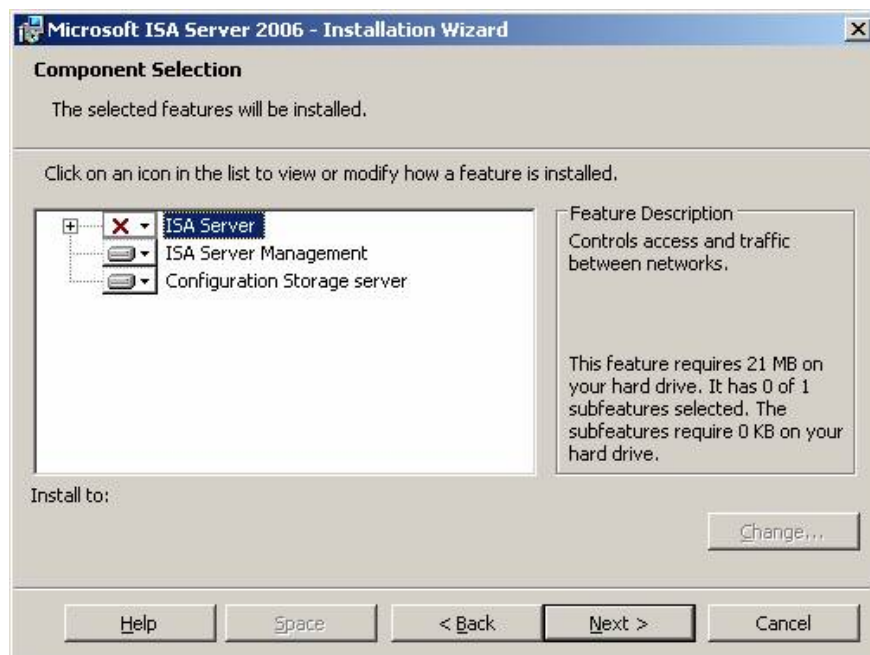 Microsoft ISA Server 2006 - Installation Wizard
Component Selection
The selected features will be installed.
Click on an icon in the list to view or modify how a feature is installed.
ISA Server
ISA Server Management
Configuration Storage server
Feature Description
Controls access and traffic
between networks.
This feature requires 21 MB on
your hard drive. It has 0 of 1
subfeatures selected. The
subfeatures require 0 KB on your
hard drive.
Install to:
Change...
Help
Space
< Back
Next >
Cancel